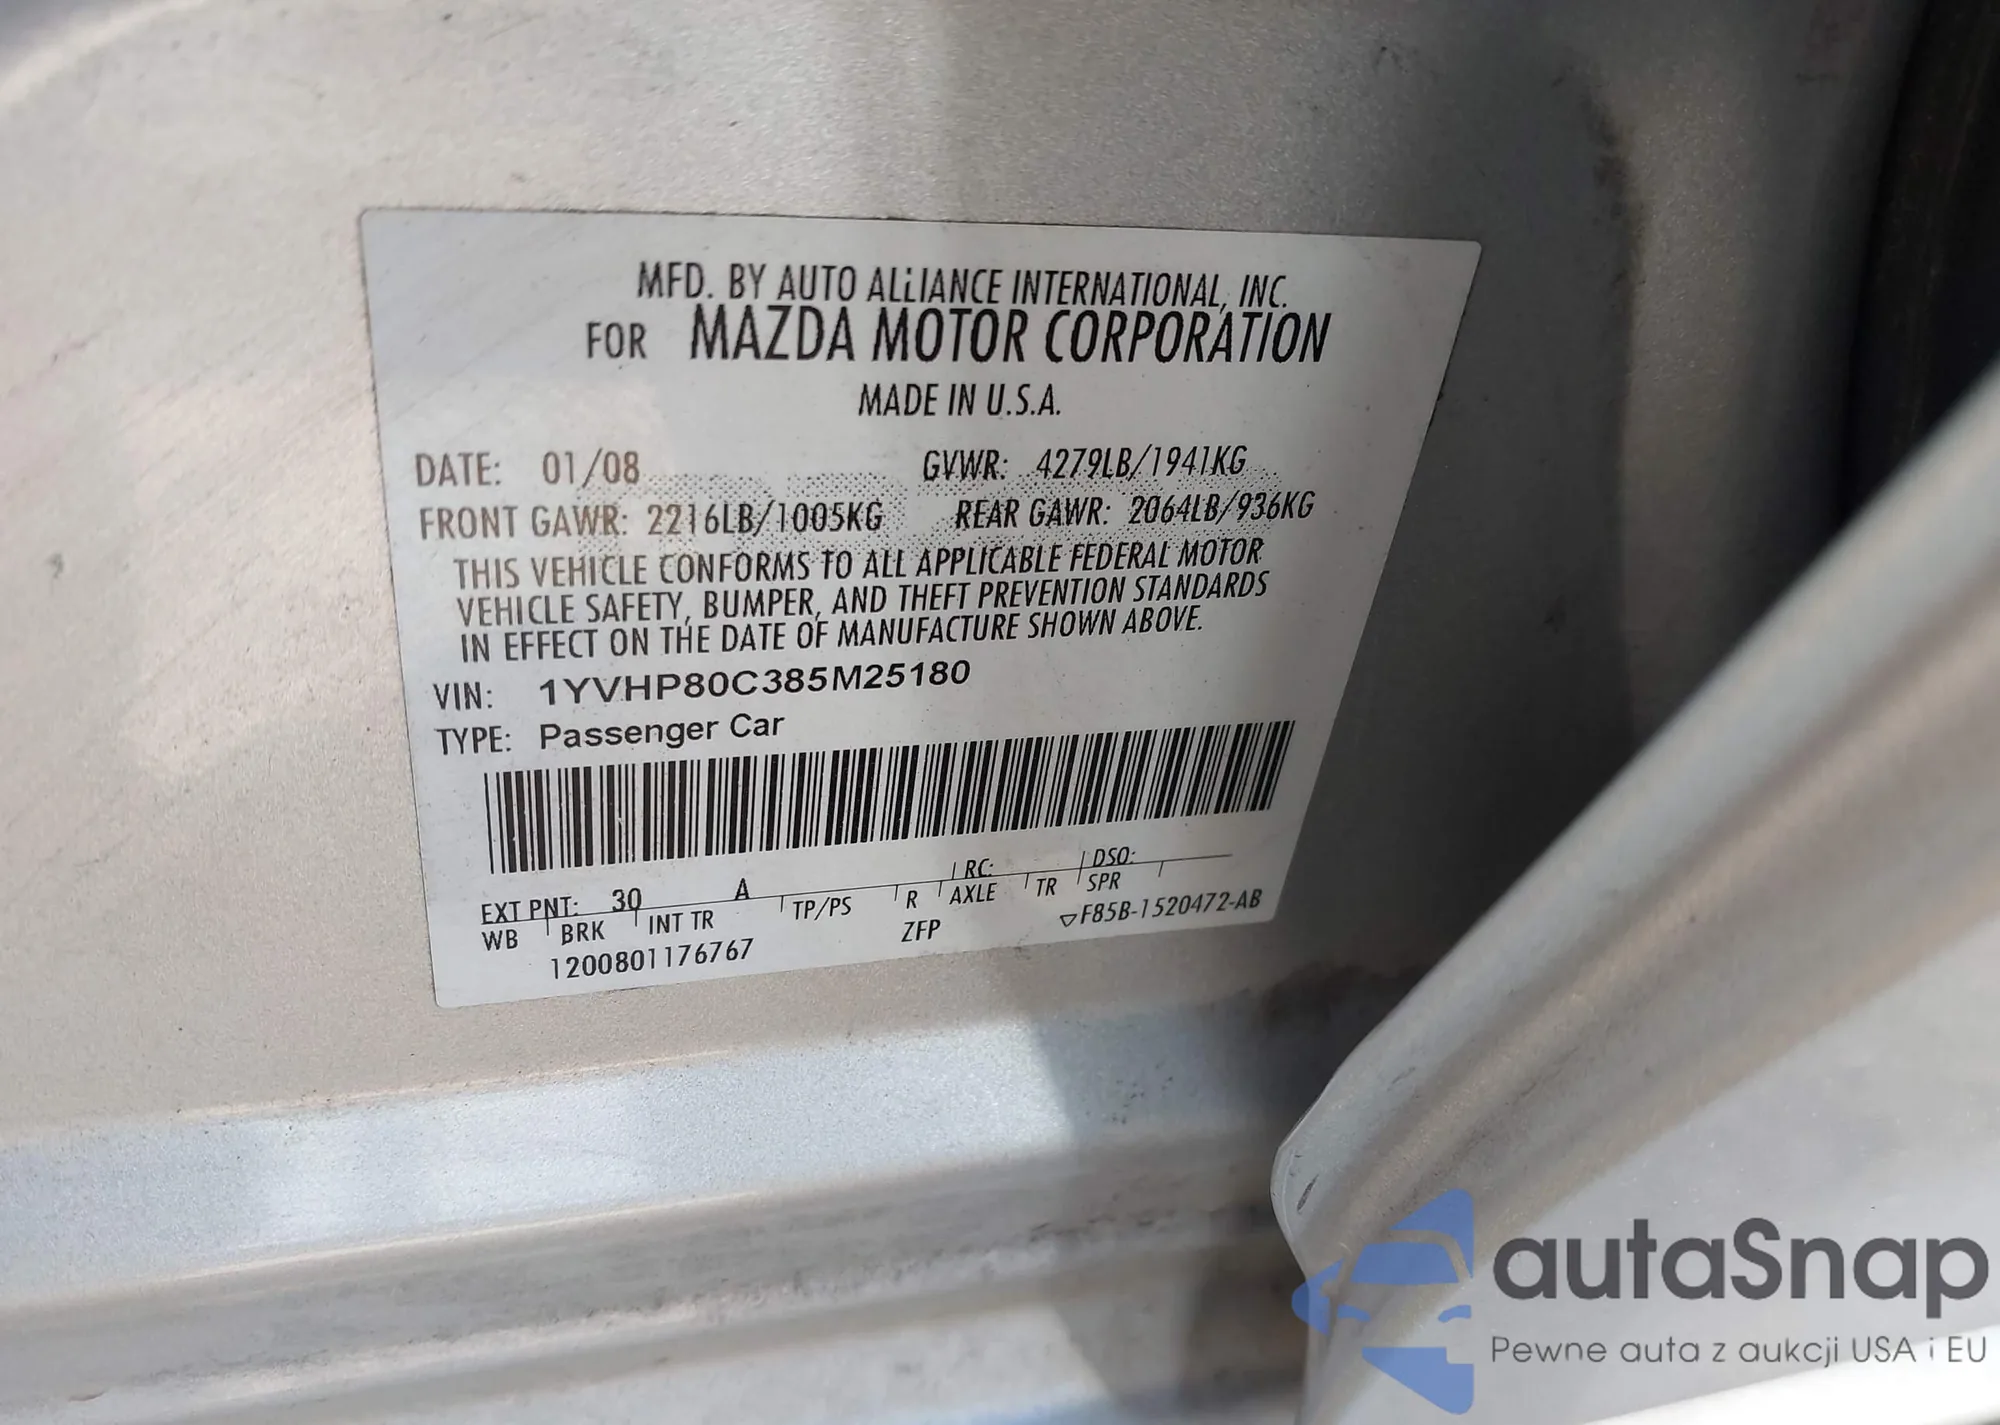 MFD. BY AUTO ALLIANCE INTERNATIONAL, INC.
FOR MAZDA MOTOR CORPORATION
MADE IN U.S.A.
DATE: 01/08 GVWR: 4279LB/1941KG
FRONT GAWR: 2216LB/1005KG REAR GAWR: 2064LB/936KG
THIS VEHICLE CONFORMS TO ALL APPLICABLE FEDERAL MOTOR
VEHICLE SAFETY, BUMPER, AND THEFT PREVENTION STANDARDS
IN EFFECT ON THE DATE OF MANUFACTURE SHOWN ABOVE.
VIN: 1YVHP80C385M25180
TYPE: Passenger Car
EXT PNT: 30 A RC: DSO:
WB BRK INT TR TP/PS R AXLE TR SPR
1200801176767 ZFP ▽F85B-1520472-AB
autaSnap
Pewne auta z aukcji USA i EU